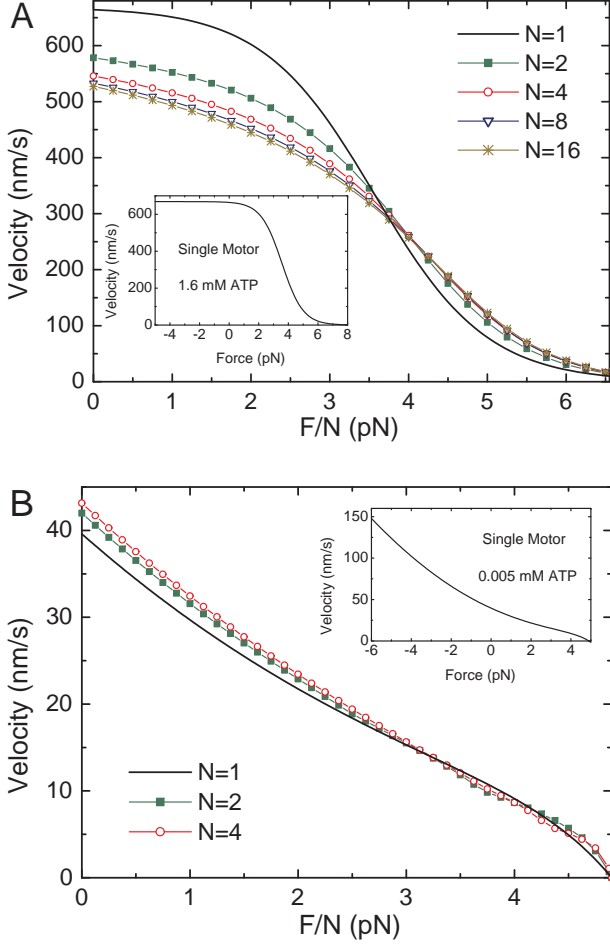 A
N=1
N=2
N=4
N=8
N=16
Velocity (nm/s)
600
500
400
300
200
100
0
0 1 2 3 4 5 6
F/N (pN)
Velocity (nm/s)
600
400
200
0
Single Motor
1.6 mM ATP
-4 -2 0 2 4 6 8
Force (pN)
B
Velocity (nm/s)
40
30
20
10
0
0 1 2 3 4
F/N (pN)
N=1
N=2
N=4
Velocity (nm/s)
150
100
50
0
Single Motor
0.005 mM ATP
-6 -4 -2 0 2 4
Force (pN)